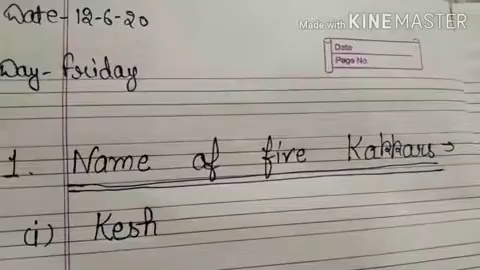 Date - 12-6-20
Made with KINEMASTER
Date
Page No.
Day - Friday
1. Name of five Kakkars →
(i) Kesh